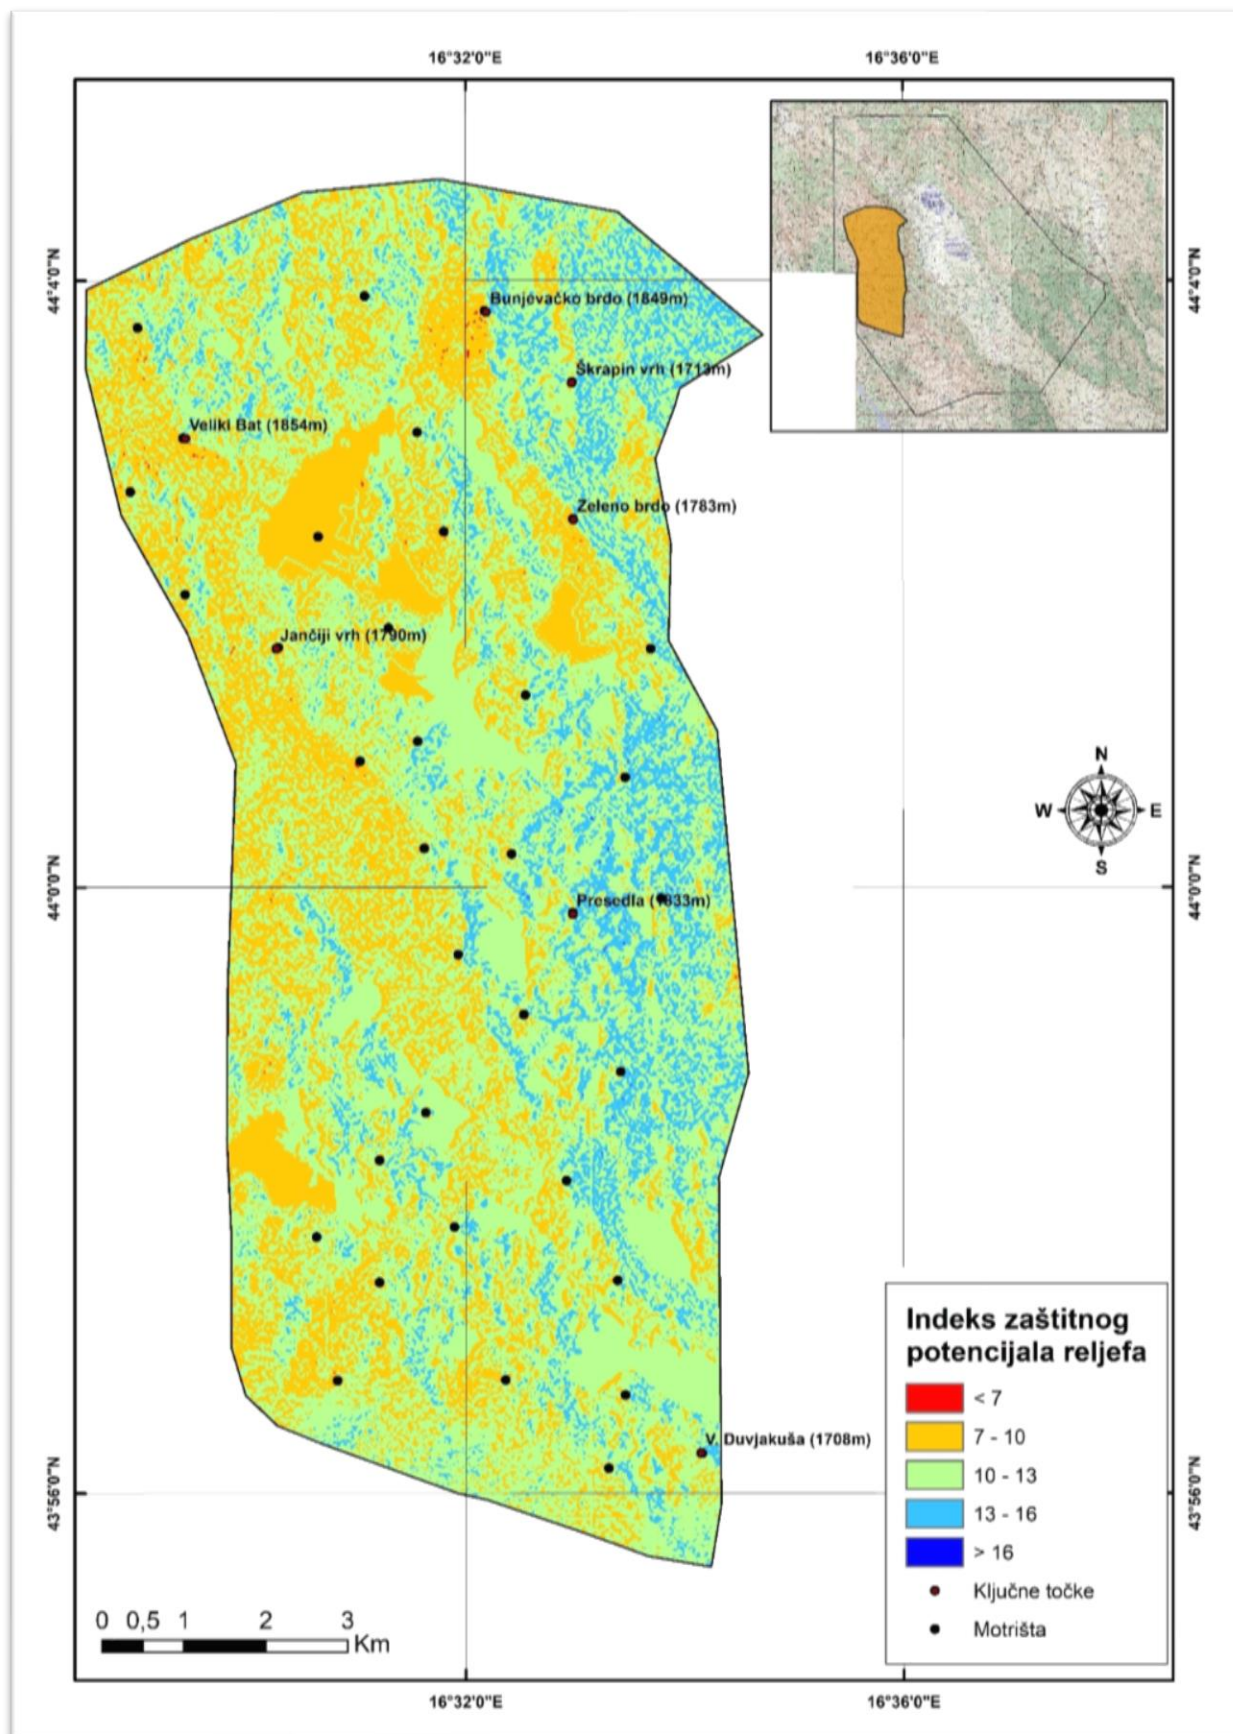 16°32'0"E
16°36'0"E
44°4'0"N
44°4'0"N
Bunjevačko brdo (1849m)
Škrapin vrh (1713m)
Veliki Bat (1854m)
Zeleno brdo (1783m)
Jančiji vrh (1790m)
N
W
E
S
44°0'0"N
44°0'0"N
Presedla (1633m)
Indeks zaštitnog
potencijala reljefa
< 7
7 - 10
10 - 13
13 - 16
> 16
Ključne točke
Motrišta
V. Duvjakuša (1708m)
43°56'0"N
43°56'0"N
0 0,5 1 2 3
Km
16°32'0"E
16°36'0"E